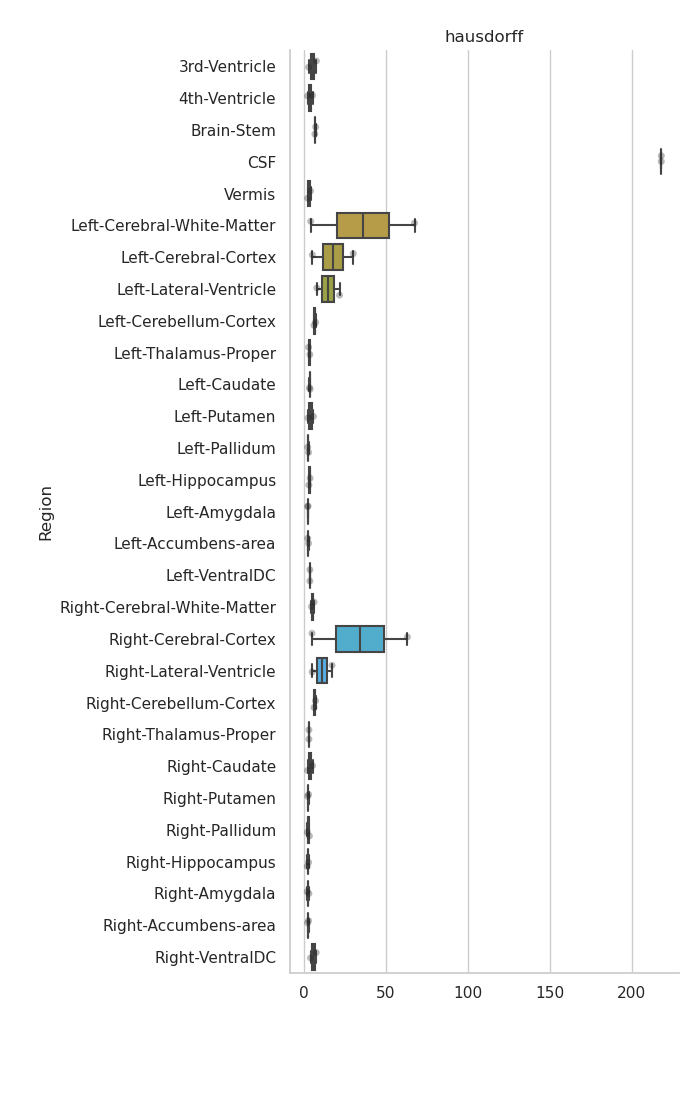 hausdorff
3rd-Ventricle
4th-Ventricle
Brain-Stem
CSF
Vermis
Left-Cerebral-White-Matter
Left-Cerebral-Cortex
Left-Lateral-Ventricle
Left-Cerebellum-Cortex
Left-Thalamus-Proper
Left-Caudate
Left-Putamen
Left-Pallidum
Left-Hippocampus
Left-Amygdala
Left-Accumbens-area
Left-VentralDC
Right-Cerebral-White-Matter
Right-Cerebral-Cortex
Right-Lateral-Ventricle
Right-Cerebellum-Cortex
Right-Thalamus-Proper
Right-Caudate
Right-Putamen
Right-Pallidum
Right-Hippocampus
Right-Amygdala
Right-Accumbens-area
Right-VentralDC
Region
0 50 100 150 200